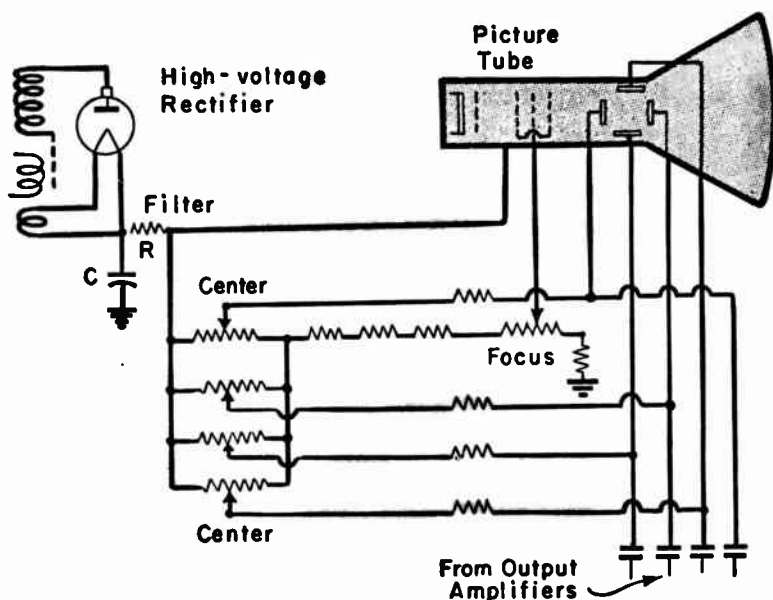 Picture
Tube
High-voltage
Rectifier
Filter
R
C
Center
Focus
Center
From Output
Amplifiers